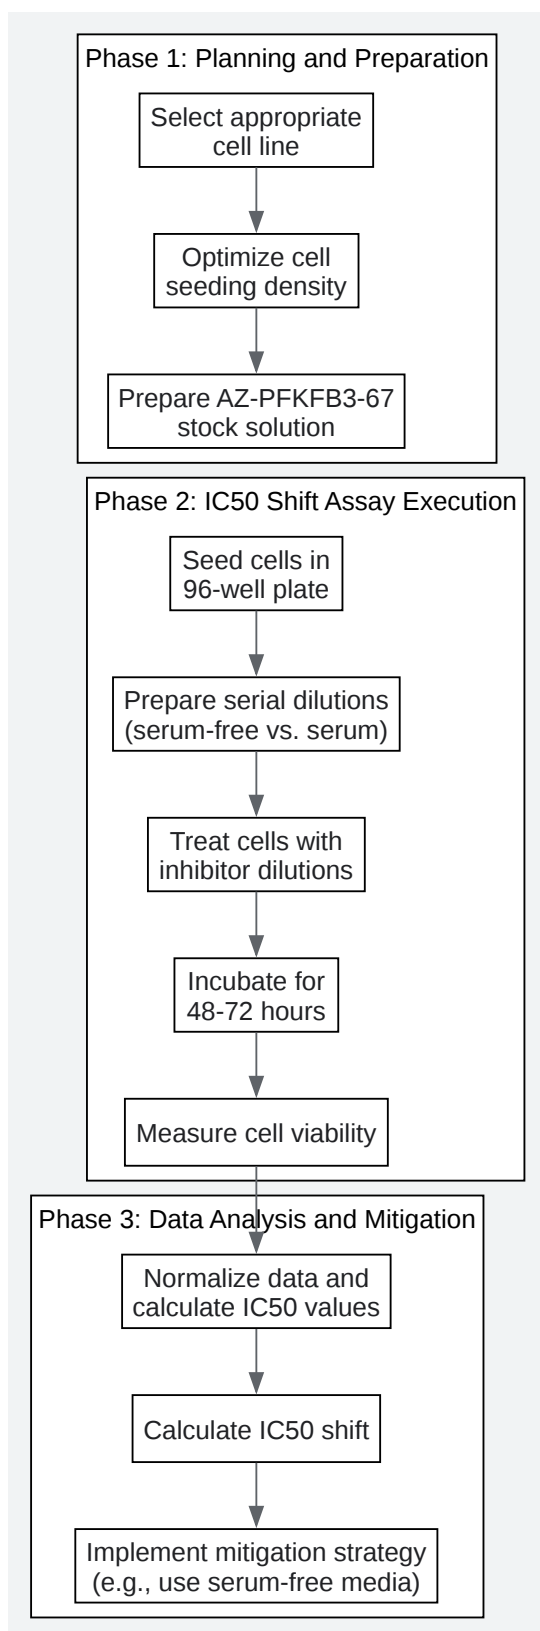 Phase 1: Planning and Preparation
Select appropriate
cell line
Optimize cell
seeding density
Prepare AZ-PFKFB3-67
stock solution
Phase 2: IC50 Shift Assay Execution
Seed cells in
96-well plate
Prepare serial dilutions
(serum-free vs. serum)
Treat cells with
inhibitor dilutions
Incubate for
48-72 hours
Measure cell viability
Phase 3: Data Analysis and Mitigation
Normalize data and
calculate IC50 values
Calculate IC50 shift
Implement mitigation strategy
(e.g., use serum-free media)